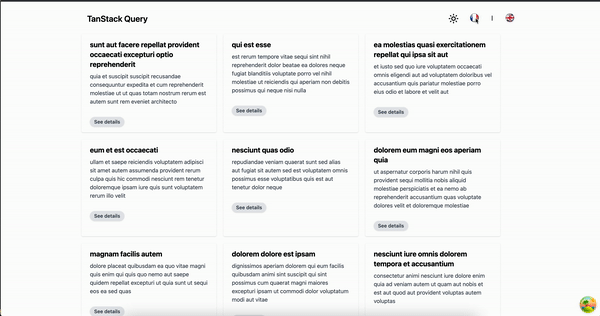 TanStack Query
|
sunt aut facere repellat provident
occaecati excepturi optio
reprehenderit
quia et suscipit suscipit recusandae
consequuntur expedita et cum reprehenderit
molestiae ut ut quas totam nostrum rerum est
autem sunt rem eveniet architecto
See details
qui est esse
est rerum tempore vitae sequi sint nihil
reprehenderit dolor beatae ea dolores neque
fugiat blanditiis voluptate porro vel nihil
molestiae ut reiciendis qui aperiam non debitis
possimus qui neque nisi nulla
See details
ea molestias quasi exercitationem
repellat qui ipsa sit aut
et iusto sed quo iure voluptatem occaecati
omnis eligendi aut ad voluptatem doloribus vel
accusantium quis pariatur molestiae porro
eius odio et labore et velit aut
See details
eum et est occaecati
ullam et saepe reiciendis voluptatem adipisci
sit amet autem assumenda provident rerum
culpa quis hic commodi nesciunt rem tenetur
doloremque ipsam iure quis sunt voluptatem
rerum illo velit
See details
nesciunt quas odio
repudiandae veniam quaerat sunt sed alias
aut fugiat sit autem sed est voluptatem omnis
possimus esse voluptatibus quis est aut
tenetur dolor neque
See details
dolorem eum magni eos aperiam
quia
ut aspernatur corporis harum nihil quis
provident sequi mollitia nobis aliquid
molestiae perspiciatis et ea nemo ab
reprehenderit accusantium quas voluptate
dolores velit et doloremque molestiae
See details
magnam facilis autem
dolore placeat quibusdam ea quo vitae magni
quis enim qui quis quo nemo aut saepe
quidem repellat excepturi ut quia sunt ut sequi
eos ea sed quas
See details
dolorem dolore est ipsam
dignissimos aperiam dolorem qui eum facilis
quibusdam animi sint suscipit qui sint
possimus cum quaerat magni maiores
excepturi ipsam ut commodi dolor voluptatum
modi aut vitae
nesciunt iure omnis dolorem
tempora et accusantium
consectetur animi nesciunt iure dolore enim
quia ad veniam autem ut quam aut nobis et
est aut quod aut provident voluptas autem
voluptas